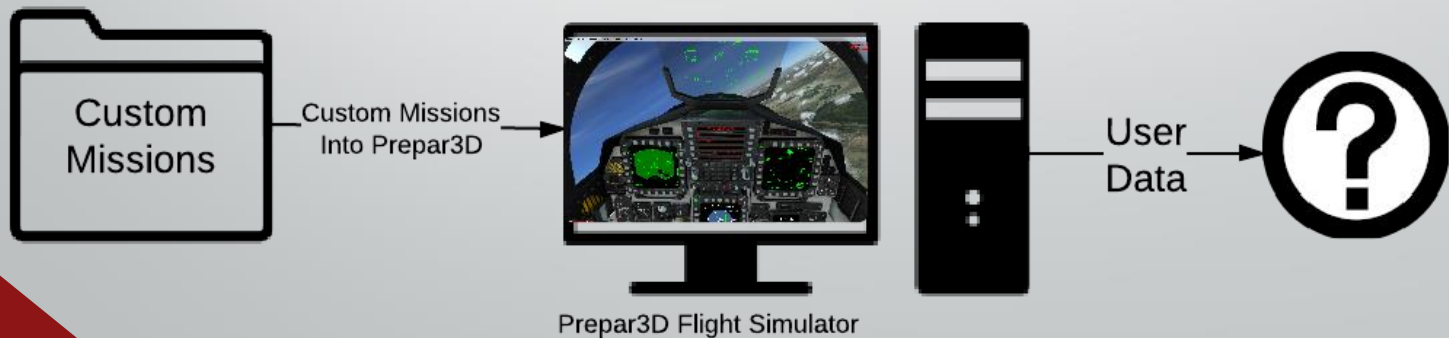 Custom
Missions
Custom Missions
Into Prepar3D
User
Data
?
Prepar3D Flight Simulator